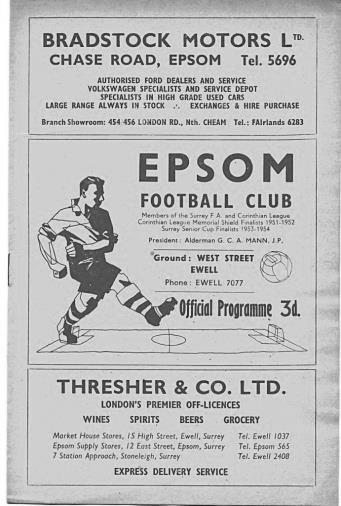 BRADSTOCK MOTORS LTD.
CHASE ROAD, EPSOM Tel. 5696
AUTHORISED FORD DEALERS AND SERVICE
VOLKSWAGEN SPECIALISTS AND SERVICE DEPOT
SPECIALISTS IN HIGH GRADE USED CARS
LARGE RANGE ALWAYS IN STOCK .·. EXCHANGES & HIRE PURCHASE
Branch Showroom: 454-456 LONDON RD., Nth. CHEAM Tel.: FAIrlands 6283
EPSOM
FOOTBALL CLUB
Members of the Surrey F.A. and Corinthian League
Corinthian League Memorial Shield Finalists 1951-1952
Surrey Senior Cup Finalists 1953-1954
President: Alderman G. C. A. MANN, J.P.
Ground: WEST STREET
EWELL
Phone: EWELL 7077
Official Programme 3d.
THRESHER & CO. LTD.
LONDON'S PREMIER OFF-LICENCES
WINES SPIRITS BEERS GROCERY
Market House Stores, 15 High Street, Ewell, Surrey Tel. Ewell 1037
Epsom Supply Stores, 12 East Street, Epsom, Surrey Tel. Epsom 565
7 Station Approach, Stoneleigh, Surrey Tel. Ewell 2408
EXPRESS DELIVERY SERVICE